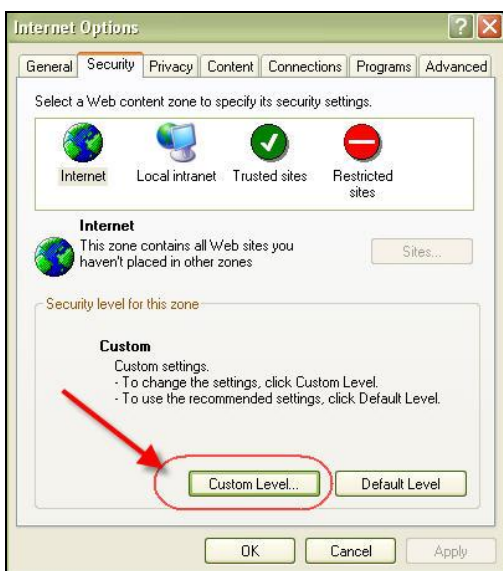 Internet Options
General Security Privacy Content Connections Programs Advanced
Select a Web content zone to specify its security settings.
Internet Local intranet Trusted sites Restricted
sites
Internet
This zone contains all Web sites you
haven't placed in other zones
Sites...
Security level for this zone
Custom
Custom settings.
- To change the settings, click Custom Level.
- To use the recommended settings, click Default Level.
Custom Level... Default Level
OK Cancel Apply